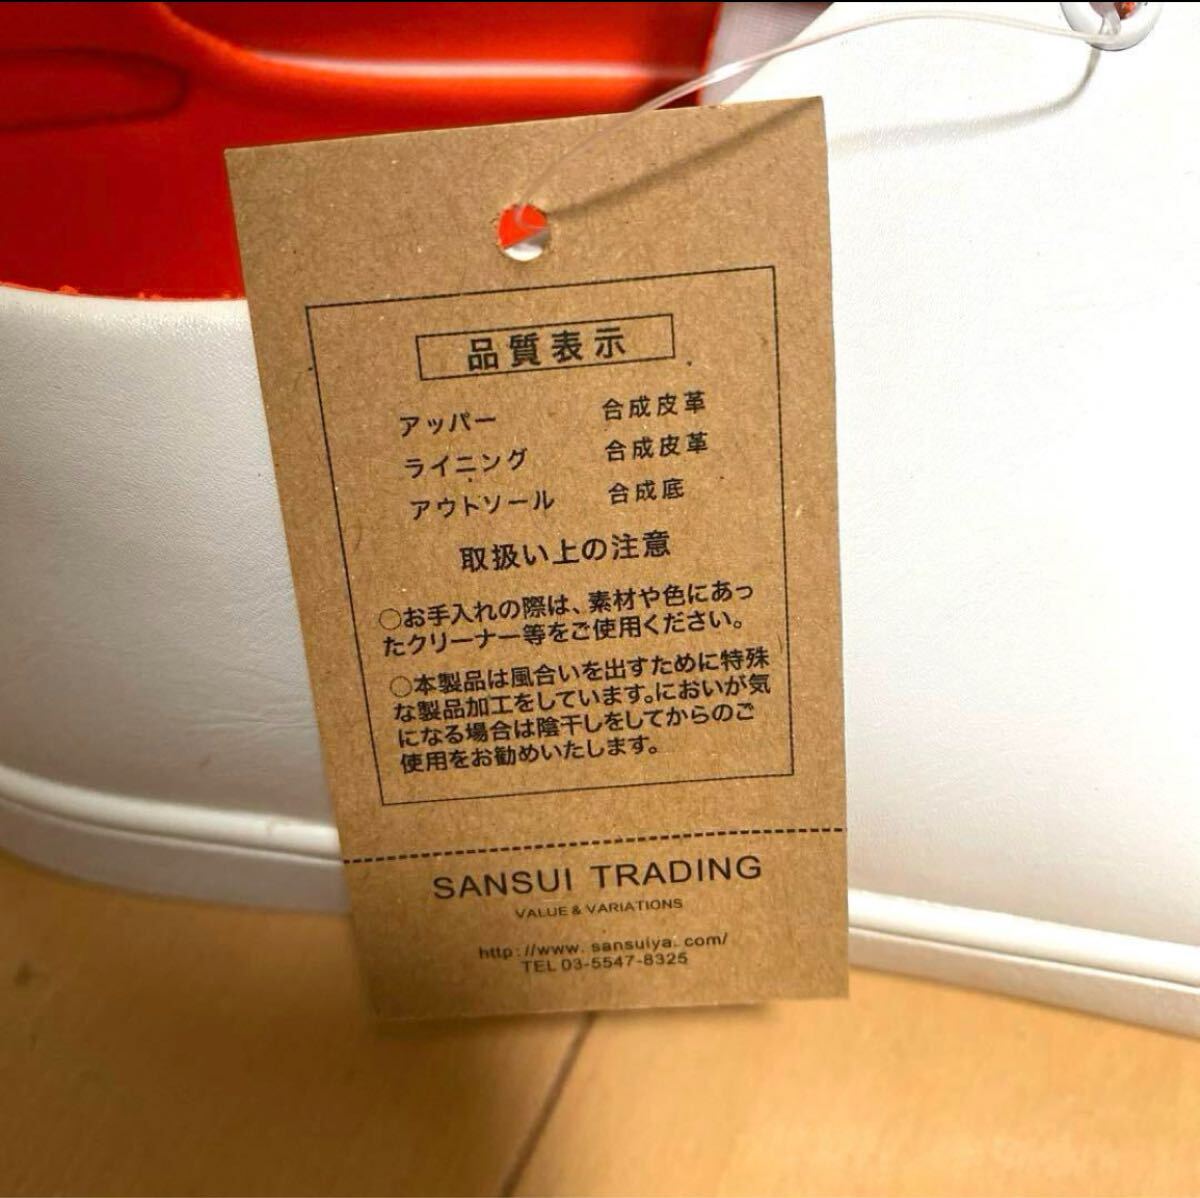 品質表示
アッパー 合成皮革
ライニング 合成皮革
アウトソール 合成底
取扱い上の注意
○お手入れの際は、素材や色にあっ
たクリーナー等をご使用ください。
○本製品は風合いを出すために特殊
な製品加工をしています。においが気
になる場合は陰干しをしてからのご
使用をお勧めいたします。
SANSUI TRADING
VALUE & VARIATIONS
http://www.sansuiya.com/
TEL 03-5547-8325